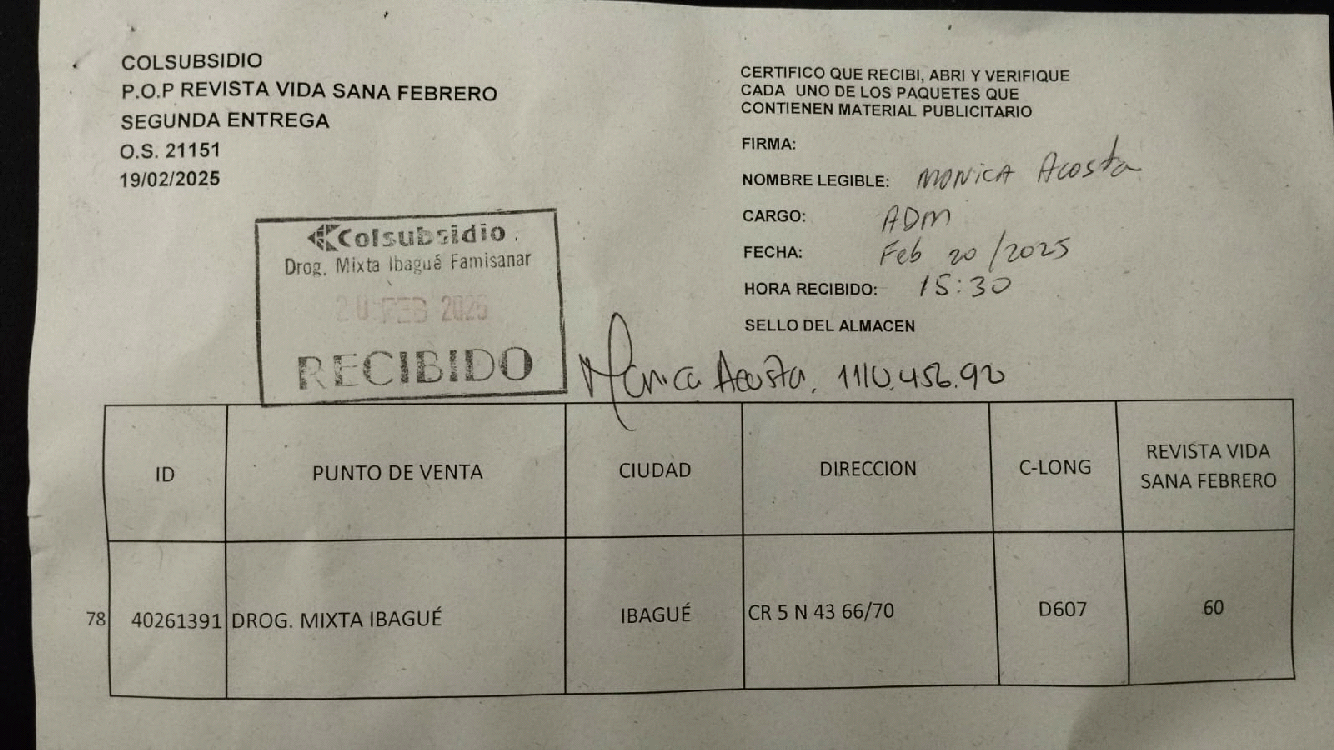 COLSUBSIDIO
P.O.P REVISTA VIDA SANA FEBRERO
SEGUNDA ENTREGA
O.S. 21151
19/02/2025
CERTIFICO QUE RECIBI, ABRI Y VERIFIQUE
CADA UNO DE LOS PAQUETES QUE
CONTIENEN MATERIAL PUBLICITARIO
FIRMA:
NOMBRE LEGIBLE: MONICA Acosta
CARGO: ADM
FECHA: Feb 20/2025
HORA RECIBIDO: 15:30
SELLO DEL ALMACEN
Colsubsidio
Drog. Mixta Ibagué Famisanar
20 FEB 2025
RECIBIDO
Monica Acosta. 1110.456.92
ID PUNTO DE VENTA CIUDAD DIRECCION C-LONG REVISTA VIDA SANA FEBRERO
78 40261391 DROG. MIXTA IBAGUÉ IBAGUÉ CR 5 N 43 66/70 D607 60